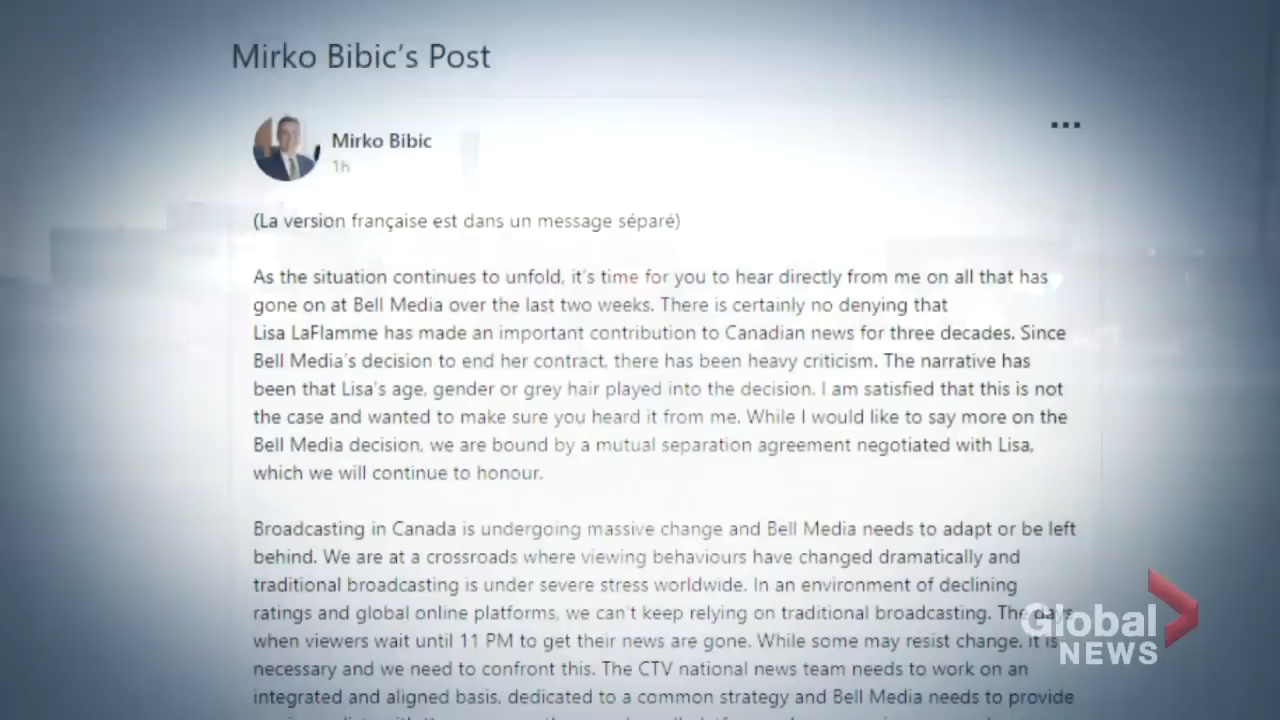 Mirko Bibic's Post
Mirko Bibic
1h
(La version française est dans un message séparé)
As the situation continues to unfold, it's time for you to hear directly from me on all that has
gone on at Bell Media over the last two weeks. There is certainly no denying that
Lisa LaFlamme has made an important contribution to Canadian news for three decades. Since
Bell Media's decision to end her contract, there has been heavy criticism. The narrative has
been that Lisa's age, gender or grey hair played into the decision. I am satisfied that this is not
the case and wanted to make sure you heard it from me. While I would like to say more on the
Bell Media decision, we are bound by a mutual separation agreement negotiated with Lisa,
which we will continue to honour.
Broadcasting in Canada is undergoing massive change and Bell Media needs to adapt or be left
behind. We are at a crossroads where viewing behaviours have changed dramatically and
traditional broadcasting is under severe stress worldwide. In an environment of declining
ratings and global online platforms, we can't keep relying on traditional broadcasting. The days
when viewers wait until 11 PM to get their news are gone. While some may resist change, it is
necessary and we need to confront this. The CTV national news team needs to work on an
integrated and aligned basis, dedicated to a common strategy and Bell Media needs to provide
Global
NEWS